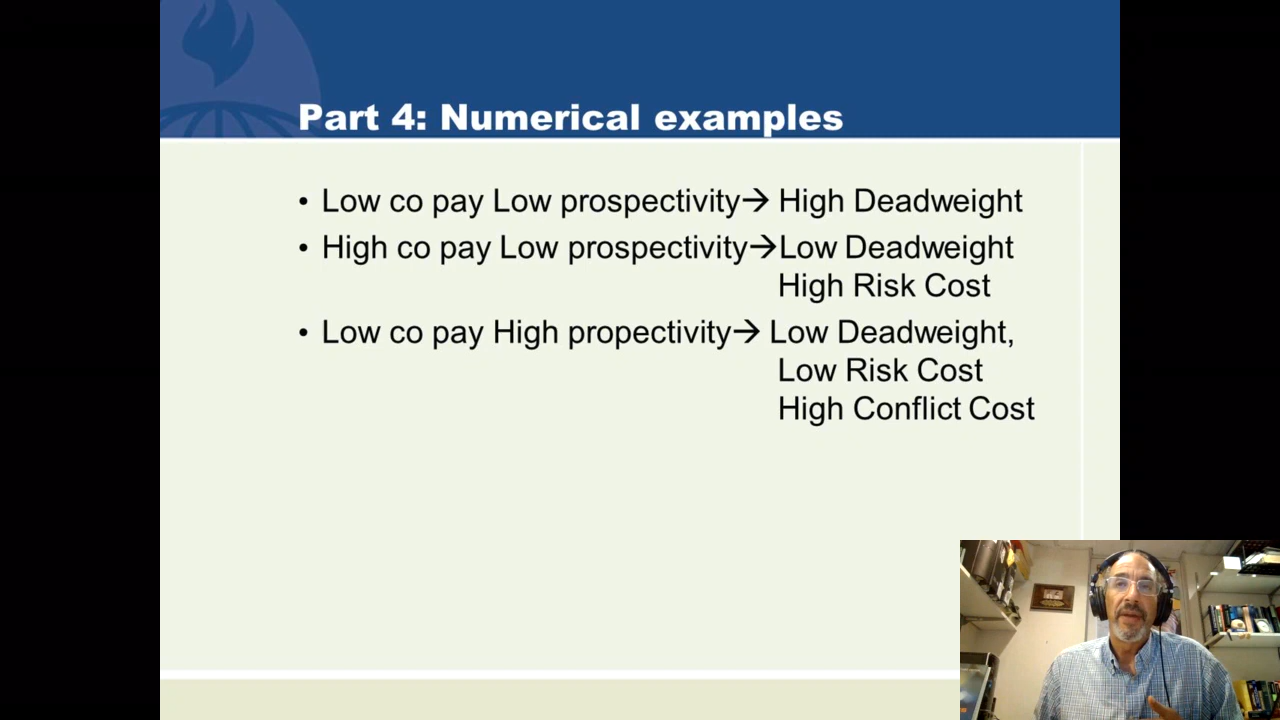 Part 4: Numerical examples
• Low co pay Low prospectivity→ High Deadweight
• High co pay Low prospectivity→Low Deadweight
High Risk Cost
• Low co pay High propectivity→ Low Deadweight,
Low Risk Cost
High Conflict Cost